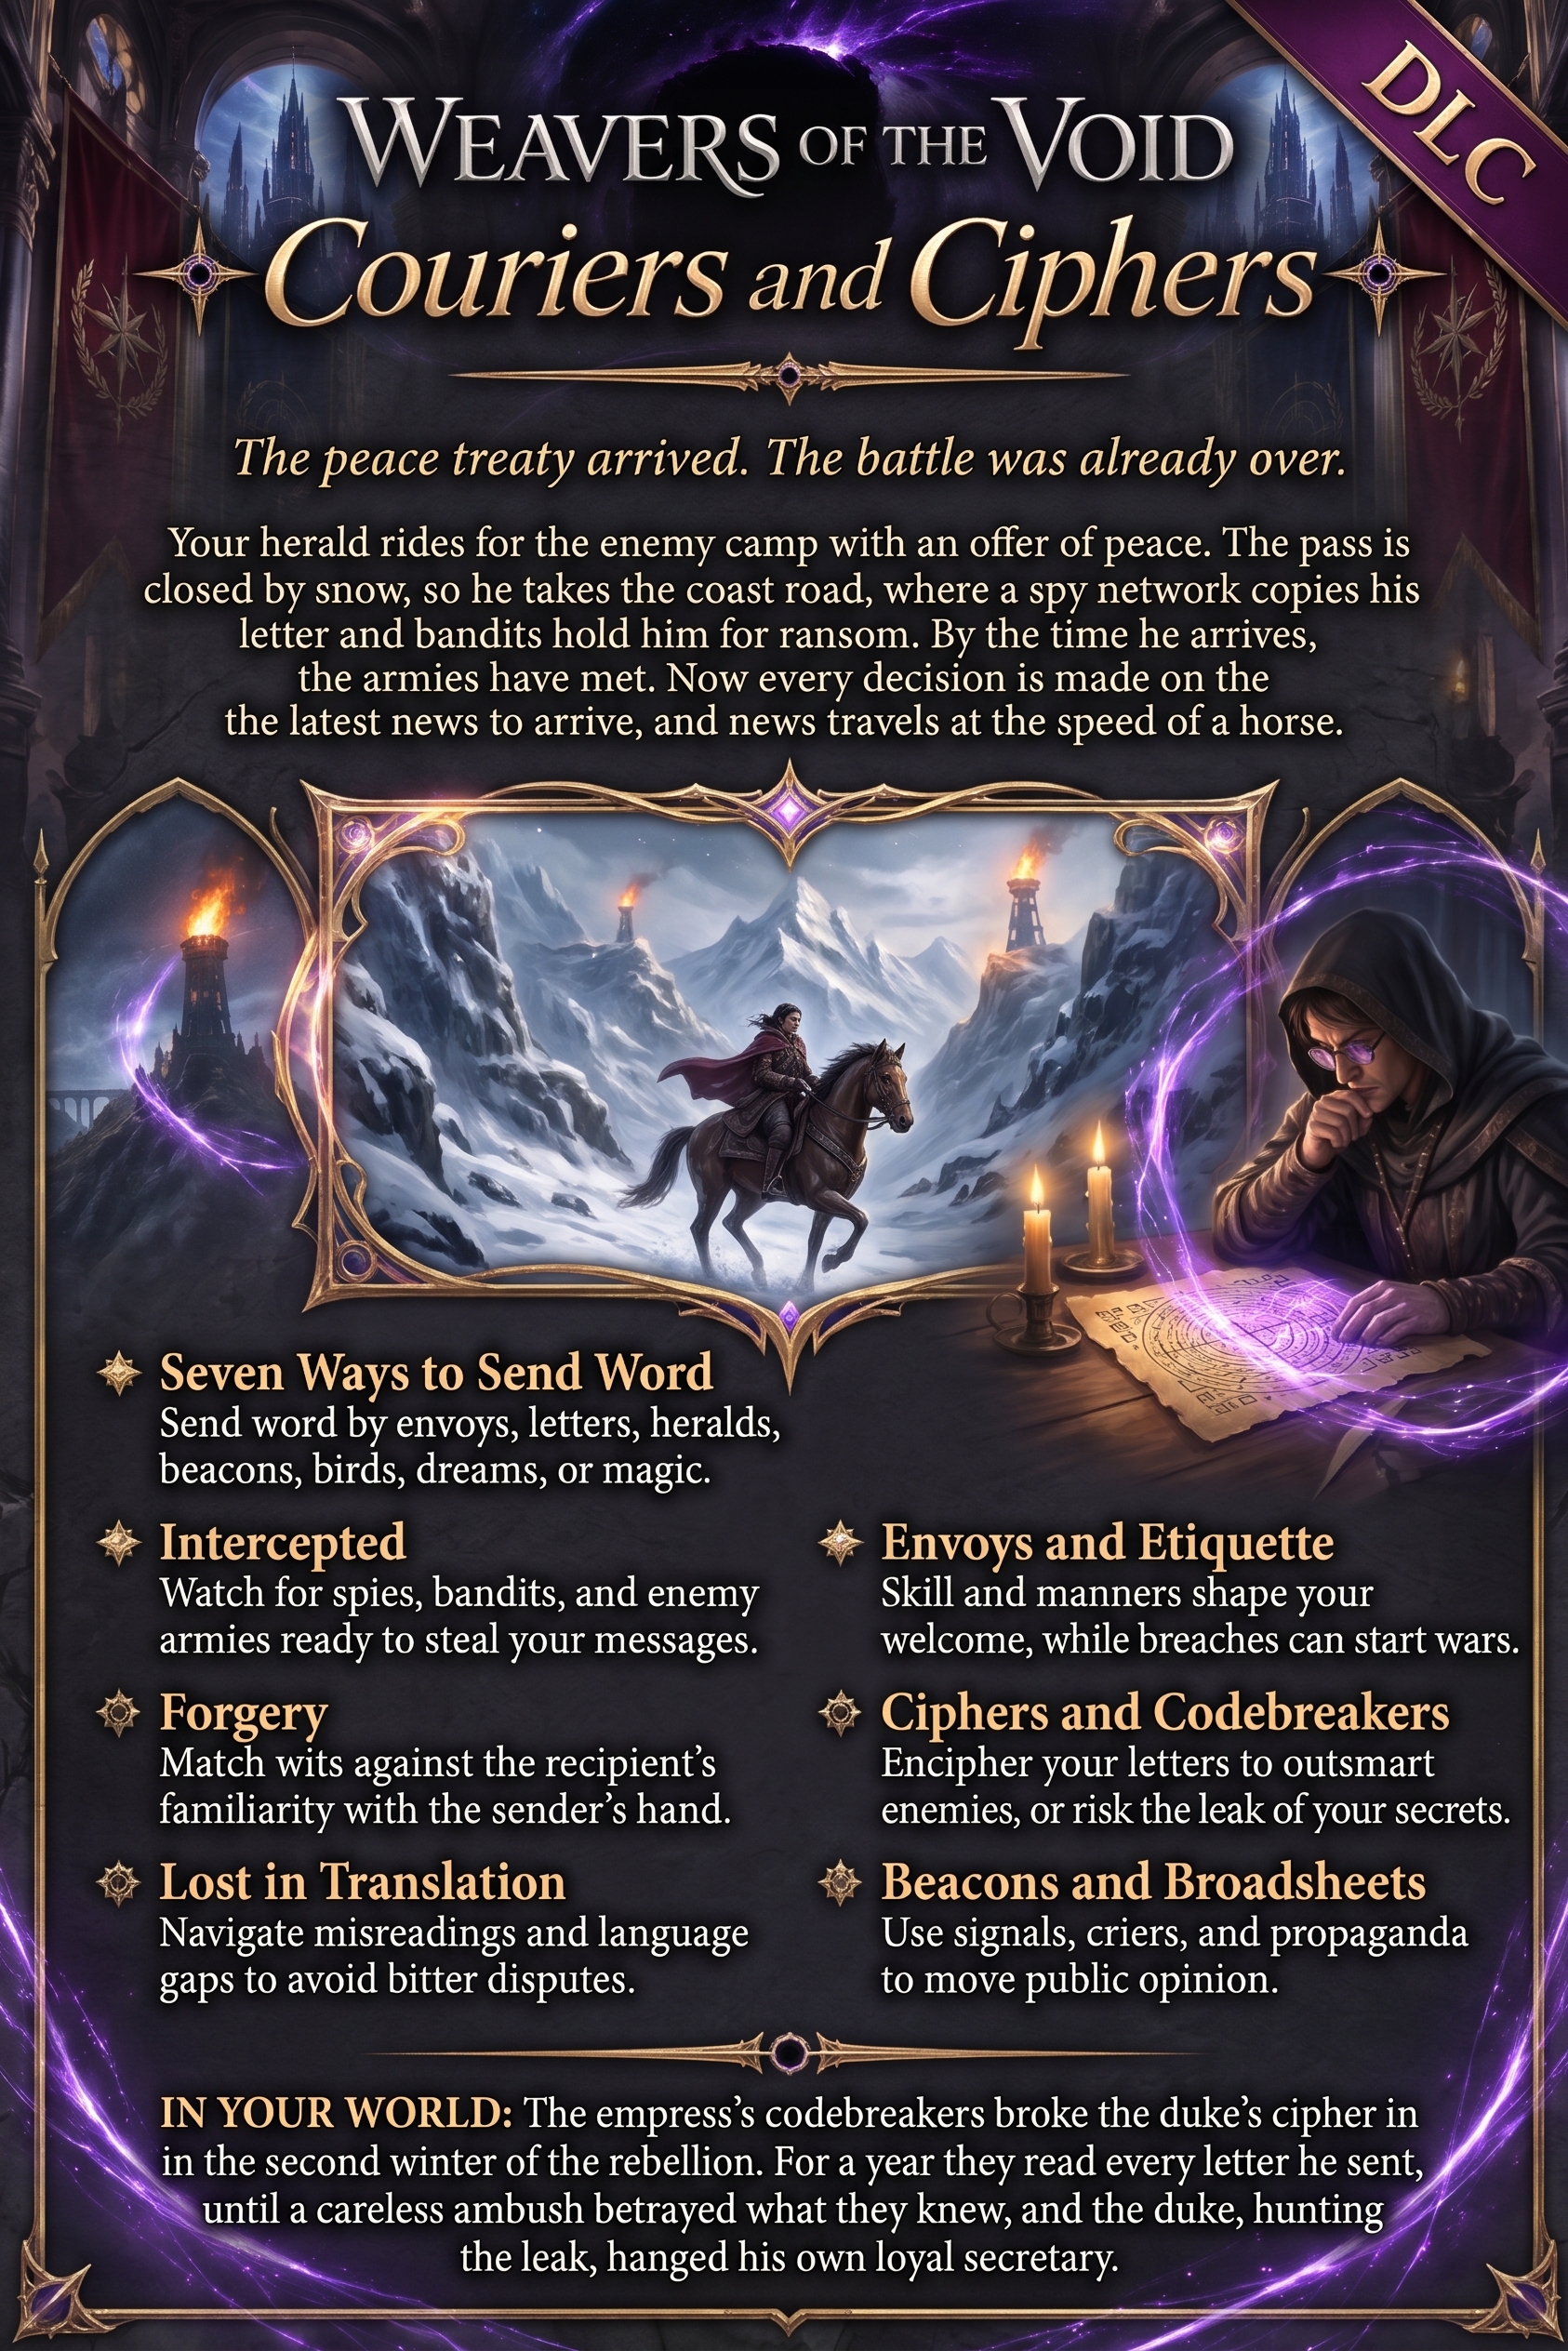 DLC
WEAVERS OF THE VOID
Couriers and Ciphers
The peace treaty arrived. The battle was already over.
Your herald rides for the enemy camp with an offer of peace. The pass is
closed by snow, so he takes the coast road, where a spy network copies his
letter and bandits hold him for ransom. By the time he arrives,
the armies have met. Now every decision is made on the
the latest news to arrive, and news travels at the speed of a horse.
Seven Ways to Send Word
Send word by envoys, letters, heralds,
beacons, birds, dreams, or magic.
Intercepted
Watch for spies, bandits, and enemy
armies ready to steal your messages.
Forgery
Match wits against the recipient's
familiarity with the sender's hand.
Lost in Translation
Navigate misreadings and language
gaps to avoid bitter disputes.
Envoys and Etiquette
Skill and manners shape your
welcome, while breaches can start wars.
Ciphers and Codebreakers
Encipher your letters to outsmart
enemies, or risk the leak of your secrets.
Beacons and Broadsheets
Use signals, criers, and propaganda
to move public opinion.
IN YOUR WORLD: The empress's codebreakers broke the duke's cipher in
in the second winter of the rebellion. For a year they read every letter he sent,
until a careless ambush betrayed what they knew, and the duke, hunting
the leak, hanged his own loyal secretary.